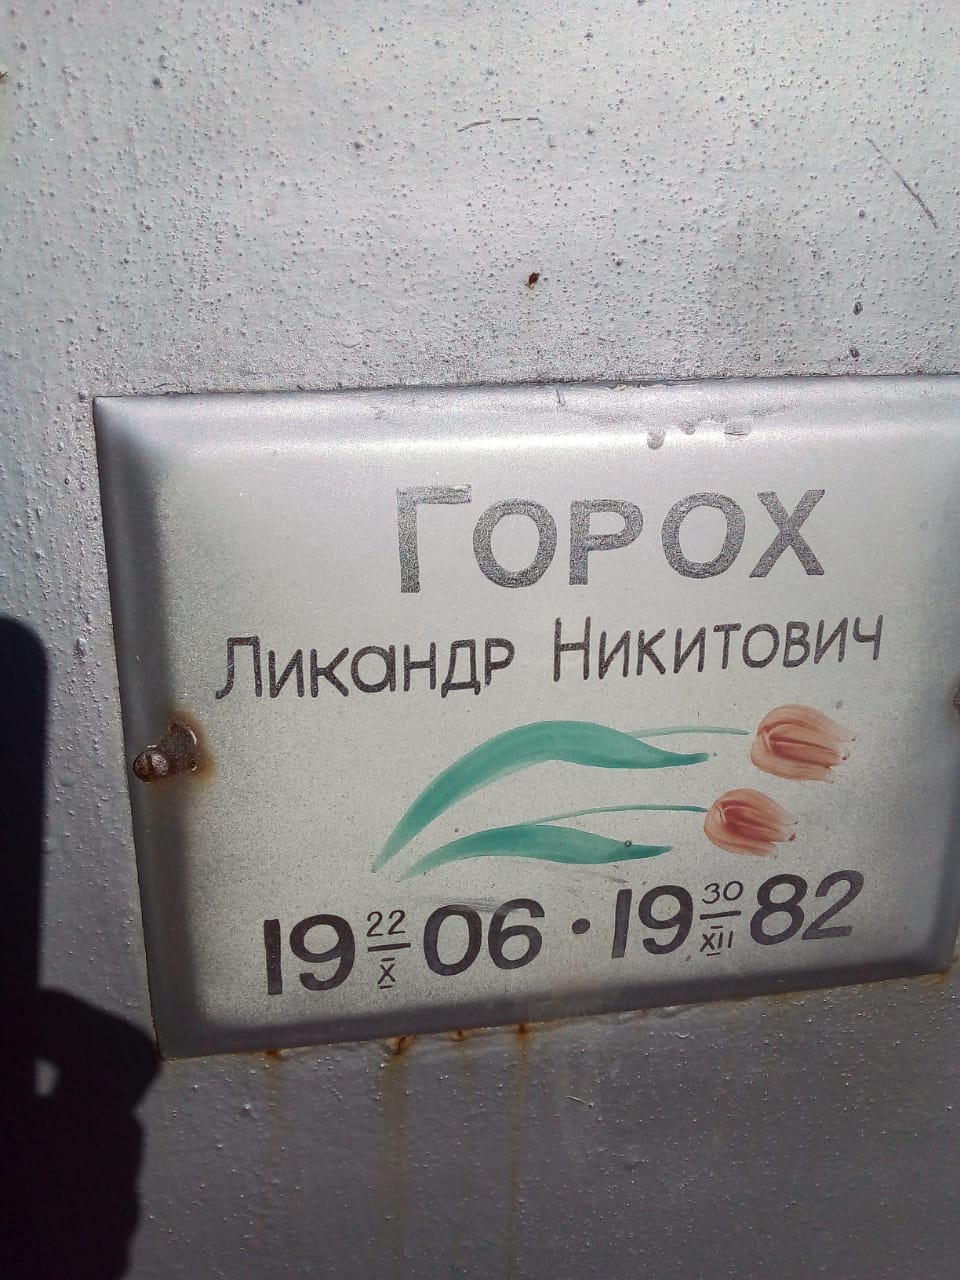 Горох
Ликандр Никитович
19 22/X 06 · 19 30/XII 82